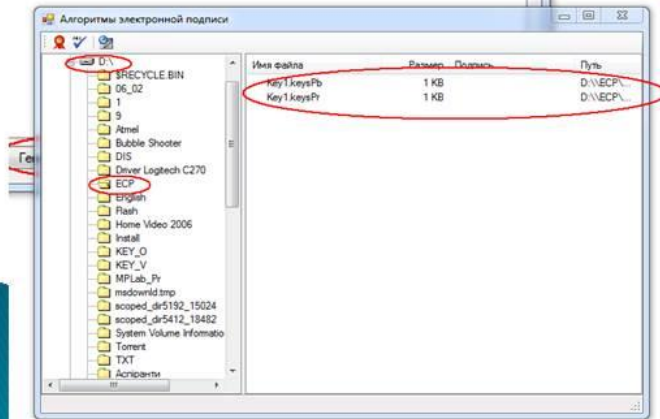 Алгоритмы электронной подписи
D:\
$RECYCLE.BIN
06_02
1
9
Atmel
Bubble Shooter
DIS
Driver Logitech C270
ECP
English
Flash
Home Video 2006
Install
KEY_O
KEY_V
MPLab_Pr
msdownld.tmp
scoped_dir5192_15024
scoped_dir5412_18482
System Volume Informatio
Torrent
TXT
Аспіранти
Имя файла Размер Подпись Путь
Key1.keysPb 1 KB D:\\ECP\...
Key1.keysPr 1 KB D:\\ECP\...